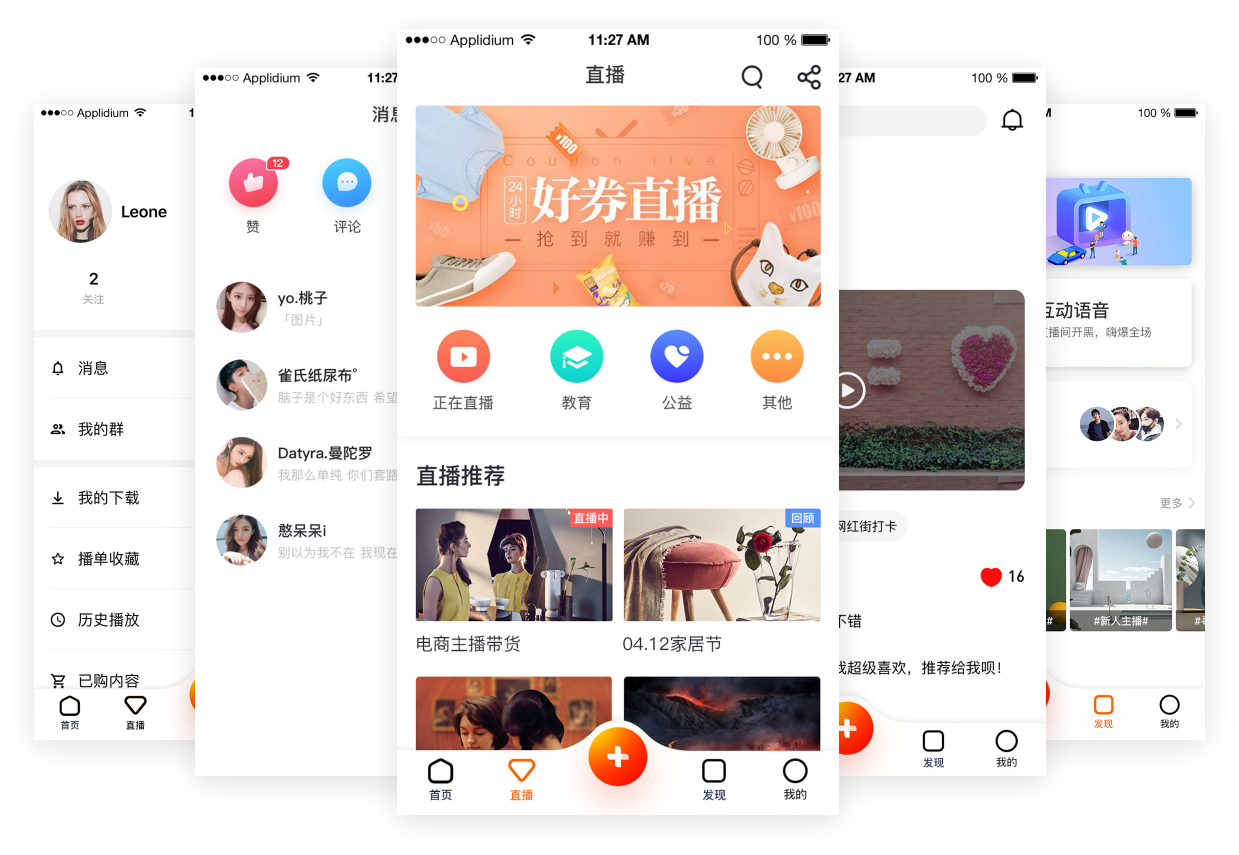 Applidium
11:27 AM
100 %
直播
¥100
Coupon live
24小时
好券直播
抢到就赚到
正在直播
教育
公益
其他
直播推荐
直播中
回顾
电商主播带货
04.12家居节
首页
直播
发现
我的
Applidium
11:27
消息
12
赞
评论
yo.桃子
「图片」
雀氏纸尿布°
脑子是个好东西 希望
Datyra.曼陀罗
我那么单纯 你们套路
憨呆呆i
别以为我不在 我现在
Applidium
1
Leone
2
关注
消息
我的群
我的下载
播单收藏
历史播放
已购内容
首页
直播
27 AM
100 %
网红街打卡
16
不错
我超级喜欢，推荐给我呗！
发现
我的
M
100 %
互动语音
直播间开黑，嗨爆全场
更多
#
#新人主播#
发现
我的